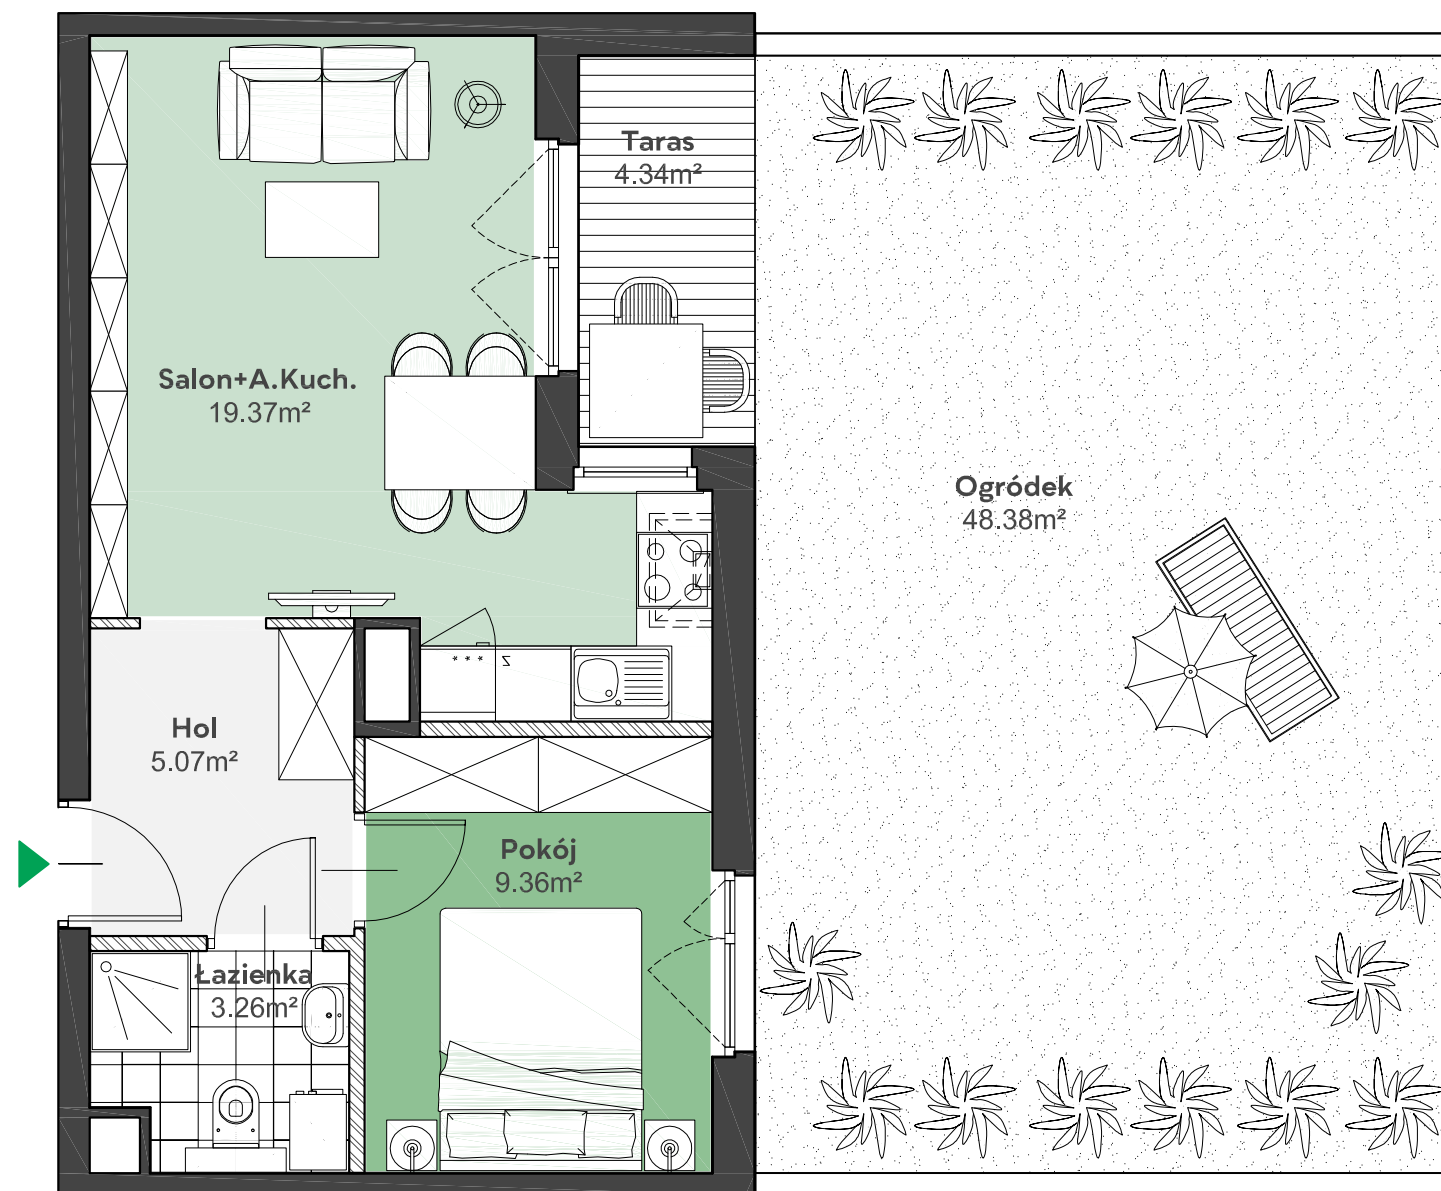 Taras
4.34m²
Salon+A.Kuch.
19.37m²
Ogródek
48.38m²
* * *
Z
Hol
5.07m²
Pokój
9.36m²
Łazienka
3.26m²